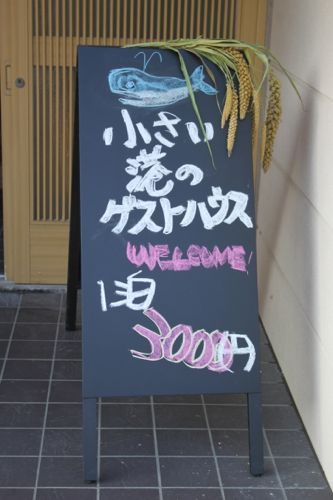 小さい
港の
ゲストハウス
WELCOME
1泊
3000円